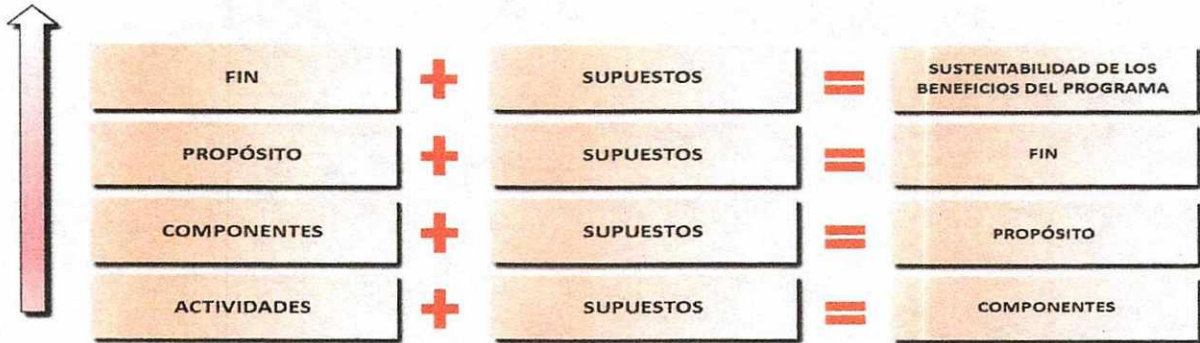 FIN + SUPUESTOS = SUSTENTABILIDAD DE LOS
BENEFICIOS DEL PROGRAMA
PROPÓSITO + SUPUESTOS = FIN
COMPONENTES + SUPUESTOS = PROPÓSITO
ACTIVIDADES + SUPUESTOS = COMPONENTES